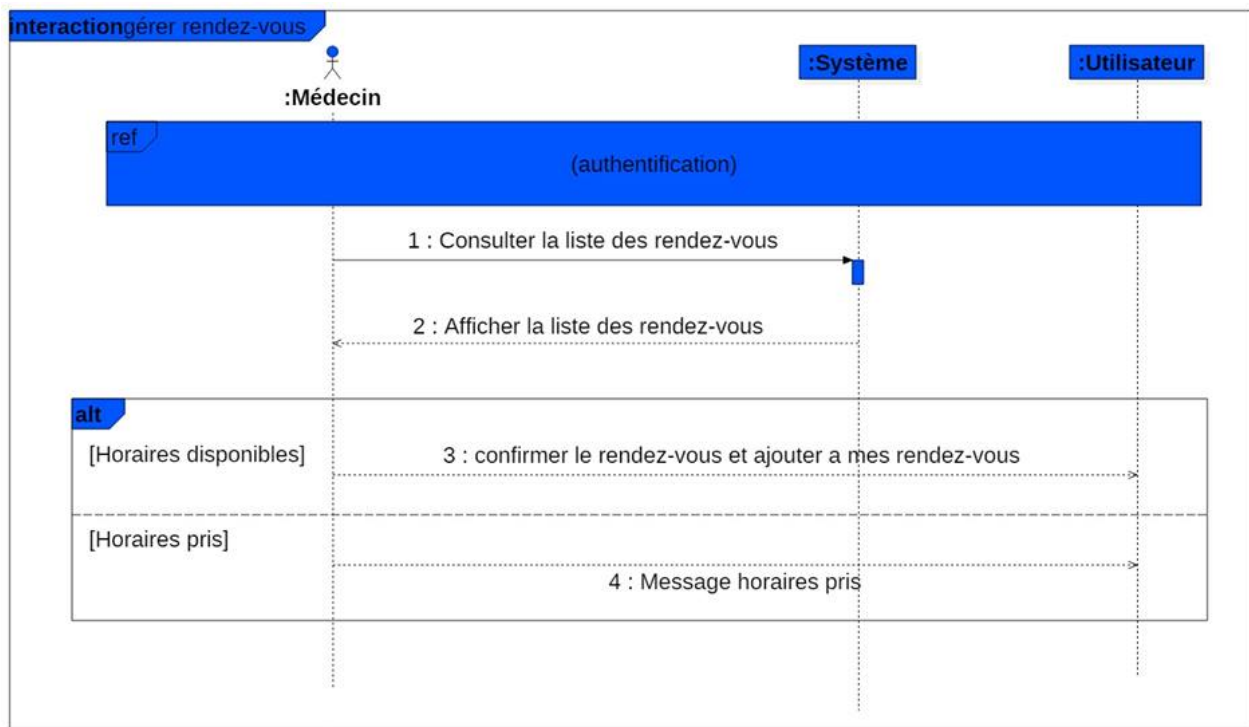 interaction gérer rendez-vous
:Médecin
:Système
:Utilisateur
ref
(authentification)
1 : Consulter la liste des rendez-vous
2 : Afficher la liste des rendez-vous
alt
[Horaires disponibles]
3 : confirmer le rendez-vous et ajouter a mes rendez-vous
[Horaires pris]
4 : Message horaires pris